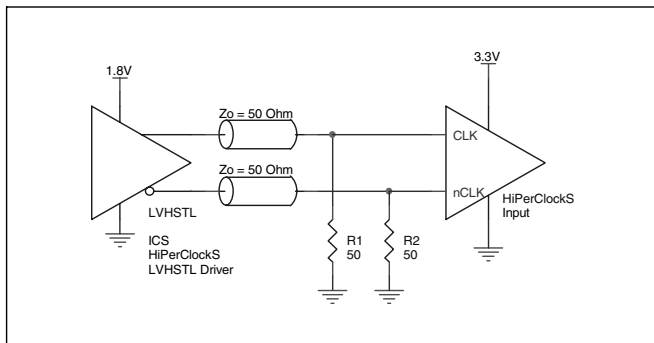 1.8V
3.3V
Zo = 50 Ohm
CLK
Zo = 50 Ohm
nCLK
HiPerClockS
Input
LVHSTL
ICS
HiPerClockS
LVHSTL Driver
R1
50
R2
50